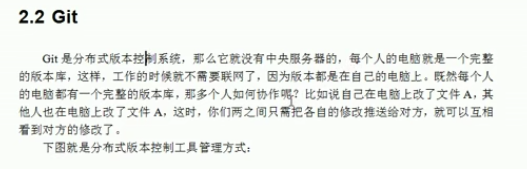 2.2 Git
Git 是分布式版本控制系统，那么它就没有中央服务器的，每个人的电脑就是一个完整
的版本库，这样，工作的时候就不需要联网了，因为版本都是在自己的电脑上。既然每个人
的电脑都有一个完整的版本库，那多个人如何协作呢？比如说自己在电脑上改了文件 A，其
他人也在电脑上改了文件 A，这时，你们两之间只需把各自的修改推送给对方，就可以互相
看到对方的修改了。
下图就是分布式版本控制工具管理方式：